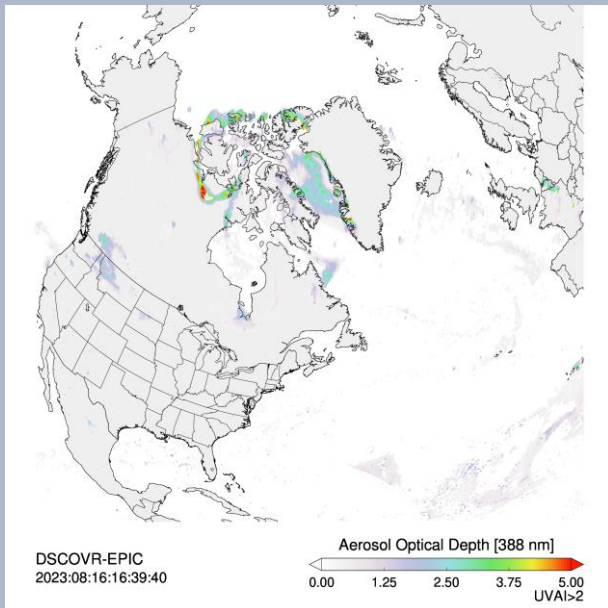 DSCOVR-EPIC
2023:08:16:16:39:40
Aerosol Optical Depth [388 nm]
0.00 1.25 2.50 3.75 5.00
UVAI>2